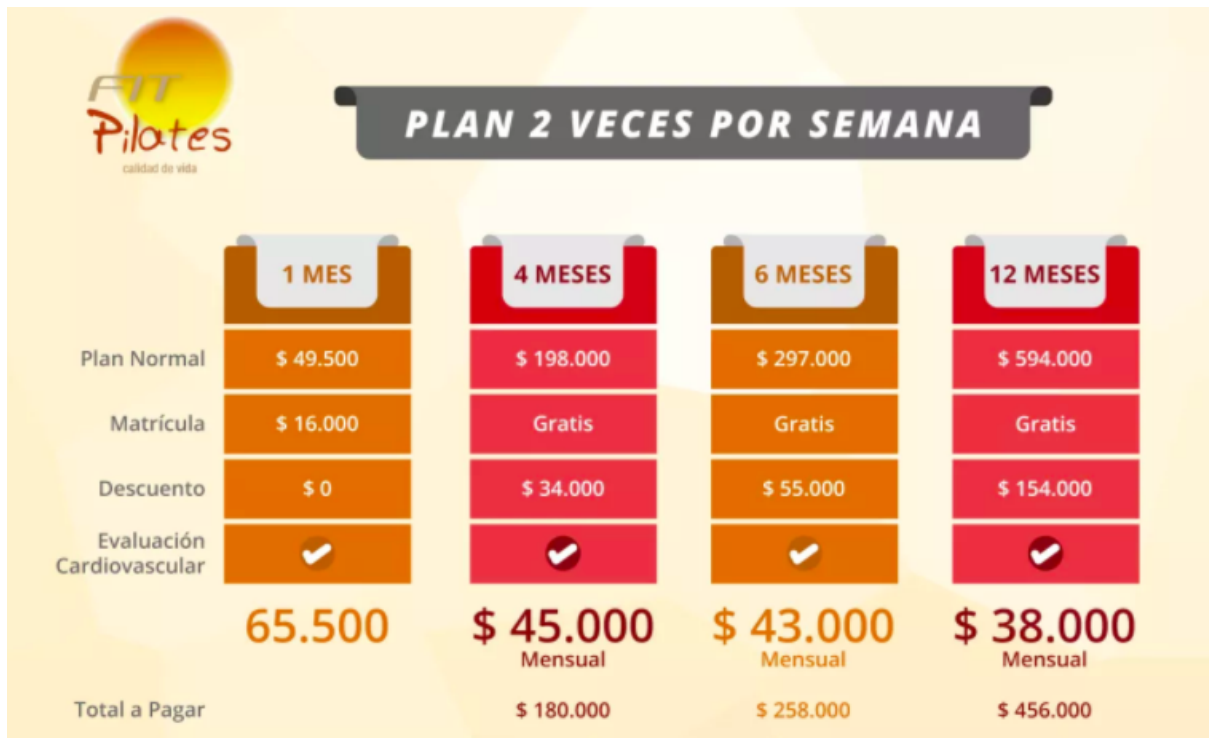 FIT
Pilates
calidad de vida
PLAN 2 VECES POR SEMANA
1 MES
4 MESES
6 MESES
12 MESES
Plan Normal
$ 49.500
$ 198.000
$ 297.000
$ 594.000
Matrícula
$ 16.000
Gratis
Gratis
Gratis
Descuento
$ 0
$ 34.000
$ 55.000
$ 154.000
Evaluación
Cardiovascular
65.500
$ 45.000
Mensual
$ 43.000
Mensual
$ 38.000
Mensual
Total a Pagar
$ 180.000
$ 258.000
$ 456.000